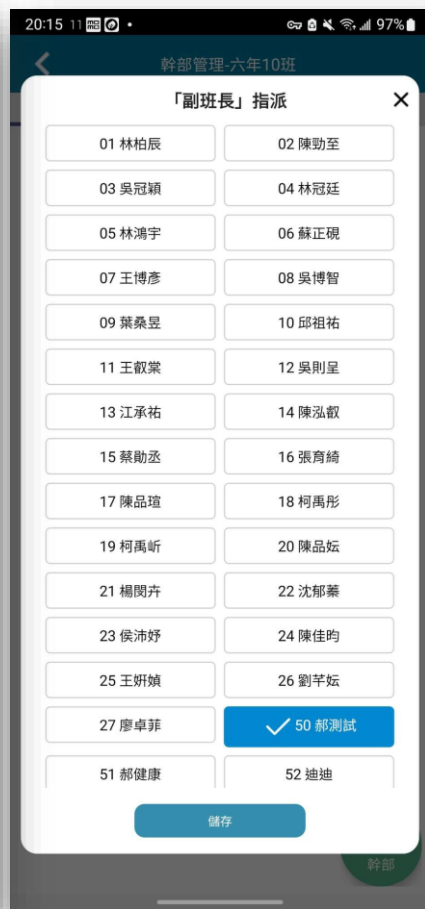 20:15 11 • 97%
幹部管理-六年10班
「副班長」指派 ×
01 林柏辰 02 陳勁至
03 吳冠穎 04 林冠廷
05 林鴻宇 06 蘇正硯
07 王博彥 08 吳博智
09 葉桑昱 10 邱祖祐
11 王叡棠 12 吳則呈
13 江承祐 14 陳泓叡
15 蔡勛丞 16 張育綺
17 陳品瑄 18 柯禹彤
19 柯禹岓 20 陳品妘
21 楊閔卉 22 沈郁蓁
23 侯沛妤 24 陳佳昀
25 王妍媜 26 劉芊妘
27 廖卓菲 50 郝測試
51 郝健康 52 迪迪
儲存
幹部